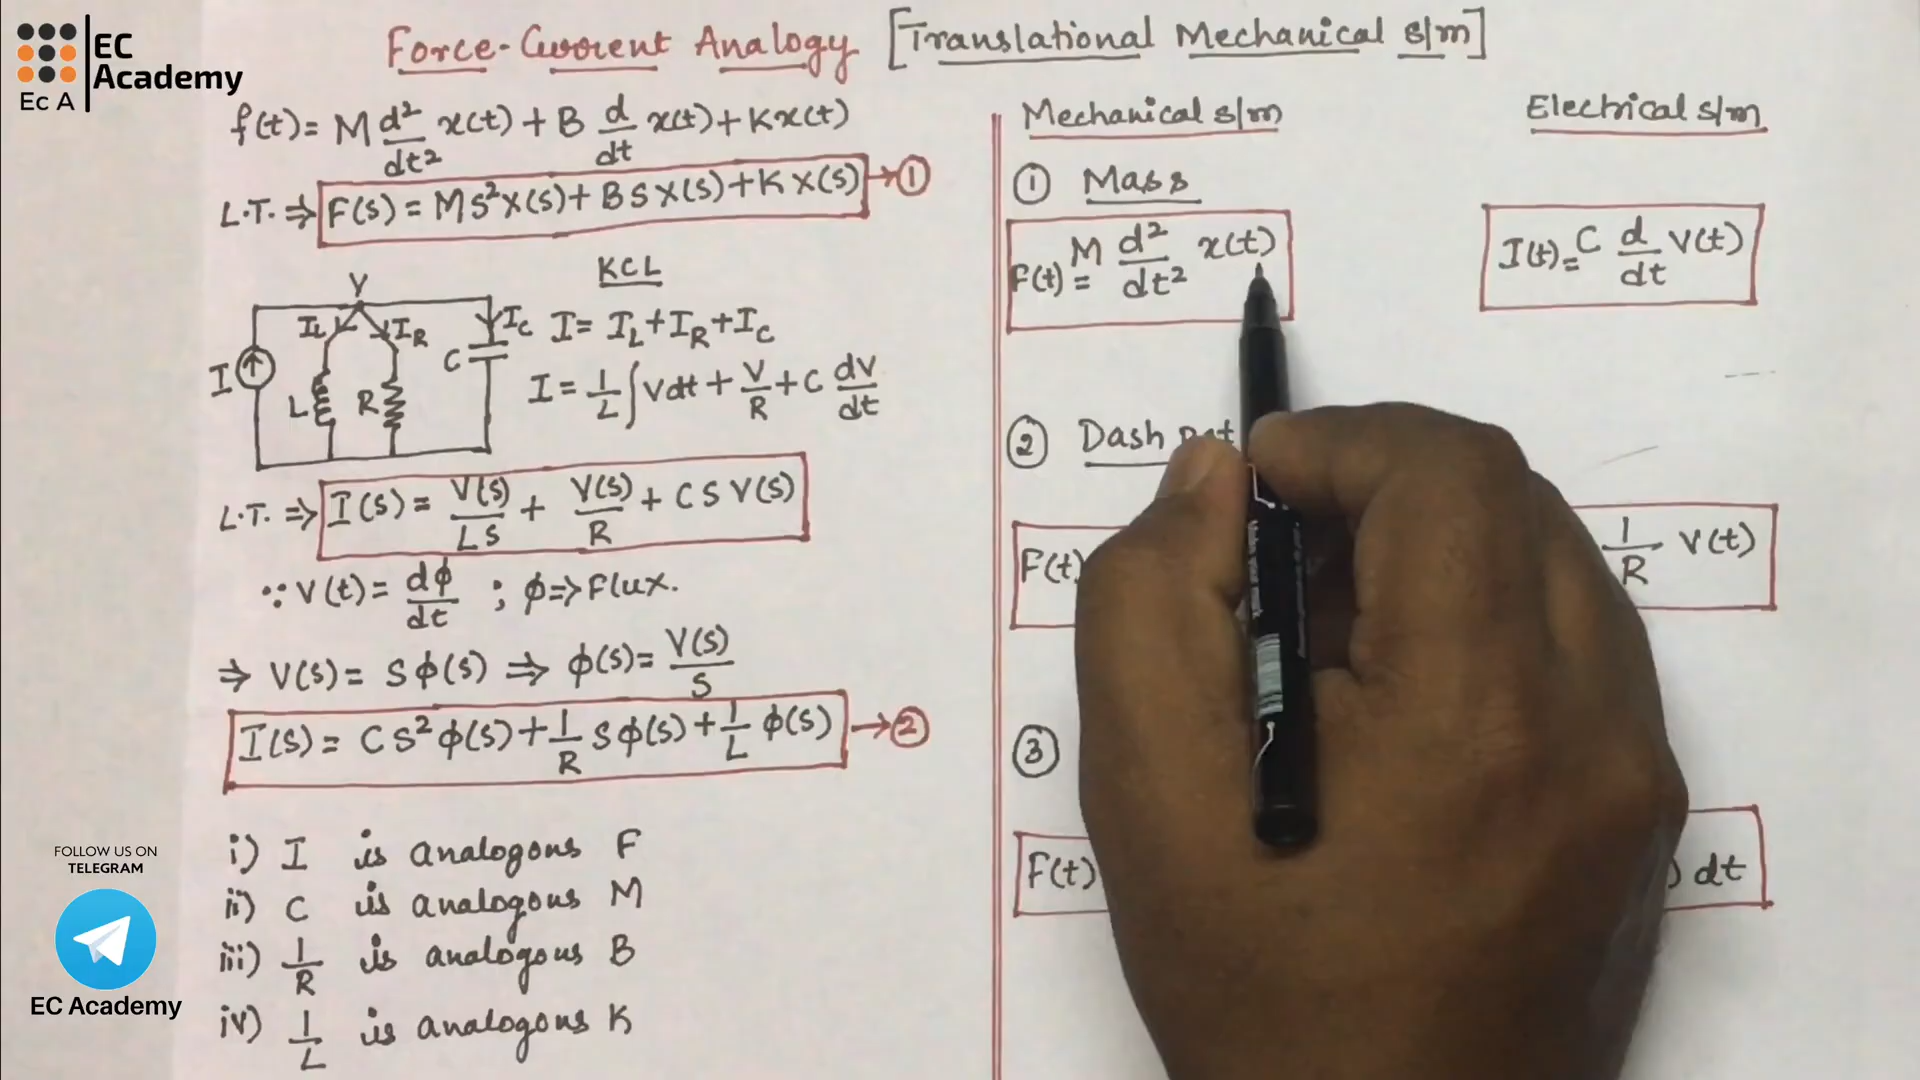 EC
Academy
Ec A
Force-Current Analogy [Translational Mechanical s/m]
f(t)= M d²/dt² x(t) + B d/dt x(t) + K x(t)
L.T. ⇒ F(s) = MS²X(s) + BSX(s) + KX(s) → ①
KCL
V
IL
IR
IC
I
L
R
C
I = IL + IR + IC
I = 1/L ∫Vdt + V/R + C dV/dt
L.T. ⇒ I(s) = V(s)/LS + V(s)/R + CSV(s)
∵ V(t) = dϕ/dt ; ϕ ⇒ Flux.
⇒ V(s) = Sϕ(s) ⇒ ϕ(s) = V(s)/S
I(s) = CS²ϕ(s) + 1/R Sϕ(s) + 1/L ϕ(s) → ②
i) I is analogous F
ii) C is analogous M
iii) 1/R is analogous B
iv) 1/L is analogous K
FOLLOW US ON
TELEGRAM
EC Academy
Mechanical s/m
Electrical s/m
① Mass
F(t) = M d²/dt² x(t)
I(t) = C d/dt V(t)
② Dash pot
F(t)
1/R V(t)
③
F(t)
) dt